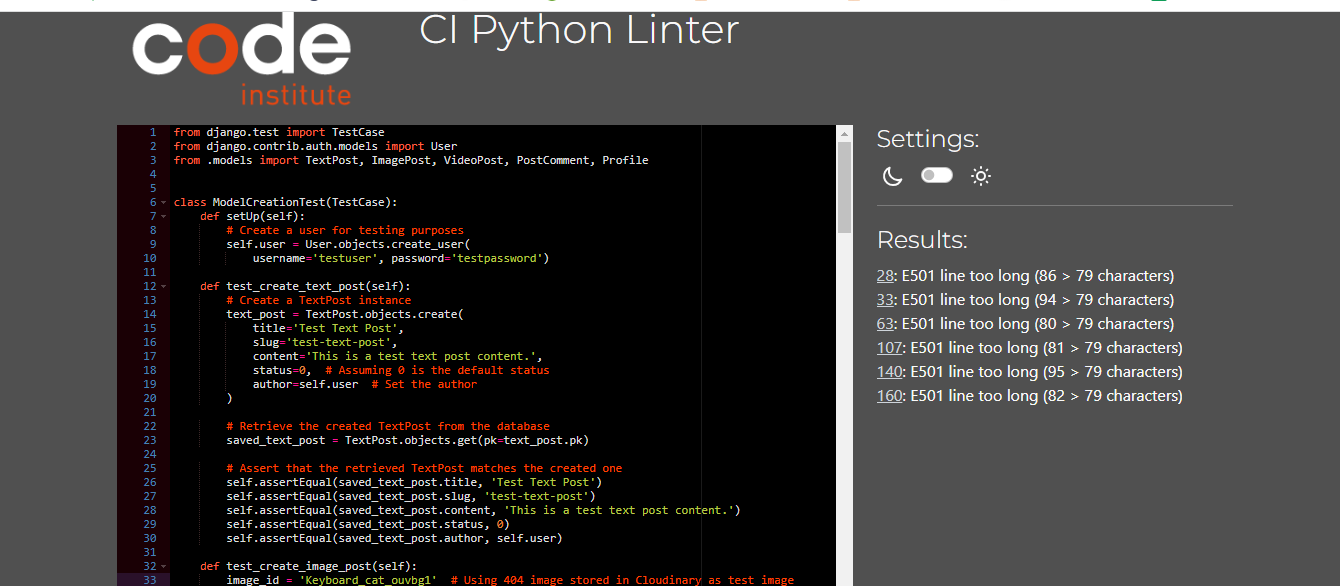 code
institute
CI Python Linter
1 from django.test import TestCase
2 from django.contrib.auth.models import User
3 from .models import TextPost, ImagePost, VideoPost, PostComment, Profile
4
5
6 class ModelCreationTest(TestCase):
7 def setUp(self):
8 # Create a user for testing purposes
9 self.user = User.objects.create_user(
10 username='testuser', password='testpassword')
11
12 def test_create_text_post(self):
13 # Create a TextPost instance
14 text_post = TextPost.objects.create(
15 title='Test Text Post',
16 slug='test-text-post',
17 content='This is a test text post content.',
18 status=0,  # Assuming 0 is the default status
19 author=self.user  # Set the author
20 )
21
22 # Retrieve the created TextPost from the database
23 saved_text_post = TextPost.objects.get(pk=text_post.pk)
24
25 # Assert that the retrieved TextPost matches the created one
26 self.assertEqual(saved_text_post.title, 'Test Text Post')
27 self.assertEqual(saved_text_post.slug, 'test-text-post')
28 self.assertEqual(saved_text_post.content, 'This is a test text post content.')
29 self.assertEqual(saved_text_post.status, 0)
30 self.assertEqual(saved_text_post.author, self.user)
31
32 def test_create_image_post(self):
33 image_id = 'Keyboard_cat_ouvbg1'  # Using 404 image stored in Cloudinary as test image
Settings:
Results:
28: E501 line too long (86 > 79 characters)
33: E501 line too long (94 > 79 characters)
63: E501 line too long (80 > 79 characters)
107: E501 line too long (81 > 79 characters)
140: E501 line too long (95 > 79 characters)
160: E501 line too long (82 > 79 characters)